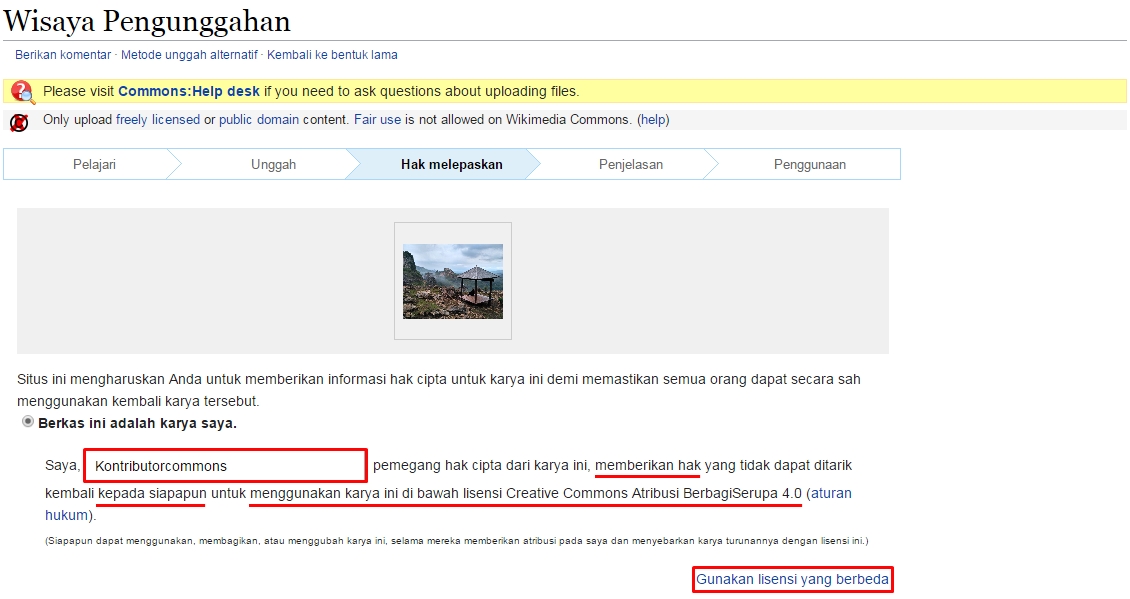 Wisaya Pengunggahan
Berikan komentar · Metode unggah alternatif · Kembali ke bentuk lama
Please visit Commons:Help desk if you need to ask questions about uploading files.
Only upload freely licensed or public domain content. Fair use is not allowed on Wikimedia Commons. (help)
Pelajari Unggah Hak melepaskan Penjelasan Penggunaan
Situs ini mengharuskan Anda untuk memberikan informasi hak cipta untuk karya ini demi memastikan semua orang dapat secara sah
menggunakan kembali karya tersebut.
Berkas ini adalah karya saya.
Saya, Kontributorcommons pemegang hak cipta dari karya ini, memberikan hak yang tidak dapat ditarik
kembali kepada siapapun untuk menggunakan karya ini di bawah lisensi Creative Commons Atribusi BerbagiSerupa 4.0 (aturan
hukum).
(Siapapun dapat menggunakan, membagikan, atau menggubah karya ini, selama mereka memberikan atribusi pada saya dan menyebarkan karya turunannya dengan lisensi ini.)
Gunakan lisensi yang berbeda